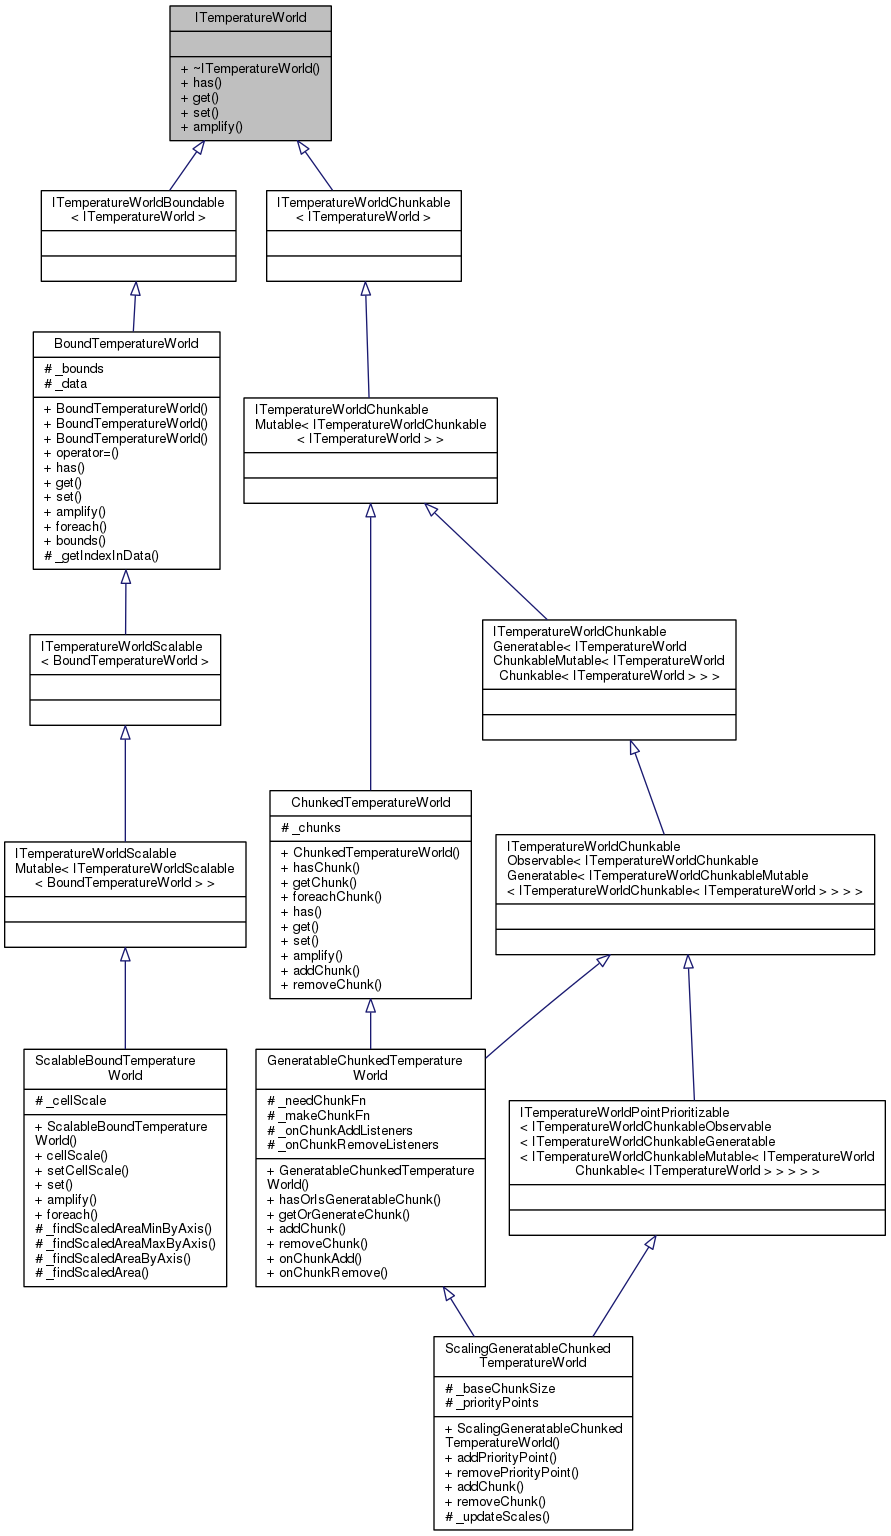 ITemperatureWorld
+ ~ITemperatureWorld()
+ has()
+ get()
+ set()
+ amplify()
ITemperatureWorldBoundable
< ITemperatureWorld >
ITemperatureWorldChunkable
< ITemperatureWorld >
BoundTemperatureWorld
# _bounds
# _data
+ BoundTemperatureWorld()
+ BoundTemperatureWorld()
+ BoundTemperatureWorld()
+ operator=()
+ has()
+ get()
+ set()
+ amplify()
+ foreach()
+ bounds()
# _getIndexInData()
ITemperatureWorldChunkable
Mutable< ITemperatureWorldChunkable
< ITemperatureWorld > >
ITemperatureWorldScalable
< BoundTemperatureWorld >
ITemperatureWorldChunkable
Generatable< ITemperatureWorld
ChunkableMutable< ITemperatureWorld
Chunkable< ITemperatureWorld > > >
ChunkedTemperatureWorld
# _chunks
+ ChunkedTemperatureWorld()
+ hasChunk()
+ getChunk()
+ foreachChunk()
+ has()
+ get()
+ set()
+ amplify()
+ addChunk()
+ removeChunk()
ITemperatureWorldScalable
Mutable< ITemperatureWorldScalable
< BoundTemperatureWorld > >
ITemperatureWorldChunkable
Observable< ITemperatureWorldChunkable
Generatable< ITemperatureWorldChunkableMutable
< ITemperatureWorldChunkable< ITemperatureWorld > > > >
ScalableBoundTemperature
World
# _cellScale
+ ScalableBoundTemperature
World()
+ cellScale()
+ setCellScale()
+ set()
+ amplify()
+ foreach()
# _findScaledAreaMinByAxis()
# _findScaledAreaMaxByAxis()
# _findScaledAreaByAxis()
# _findScaledArea()
GeneratableChunkedTemperature
World
# _needChunkFn
# _makeChunkFn
# _onChunkAddListeners
# _onChunkRemoveListeners
+ GeneratableChunkedTemperature
World()
+ hasOrIsGeneratableChunk()
+ getOrGenerateChunk()
+ addChunk()
+ removeChunk()
+ onChunkAdd()
+ onChunkRemove()
ITemperatureWorldPointPrioritizable
< ITemperatureWorldChunkableObservable
< ITemperatureWorldChunkableGeneratable
< ITemperatureWorldChunkableMutable< ITemperatureWorld
Chunkable< ITemperatureWorld > > > > >
ScalingGeneratableChunked
TemperatureWorld
# _baseChunkSize
# _priorityPoints
+ ScalingGeneratableChunked
TemperatureWorld()
+ addPriorityPoint()
+ removePriorityPoint()
+ addChunk()
+ removeChunk()
# _updateScales()